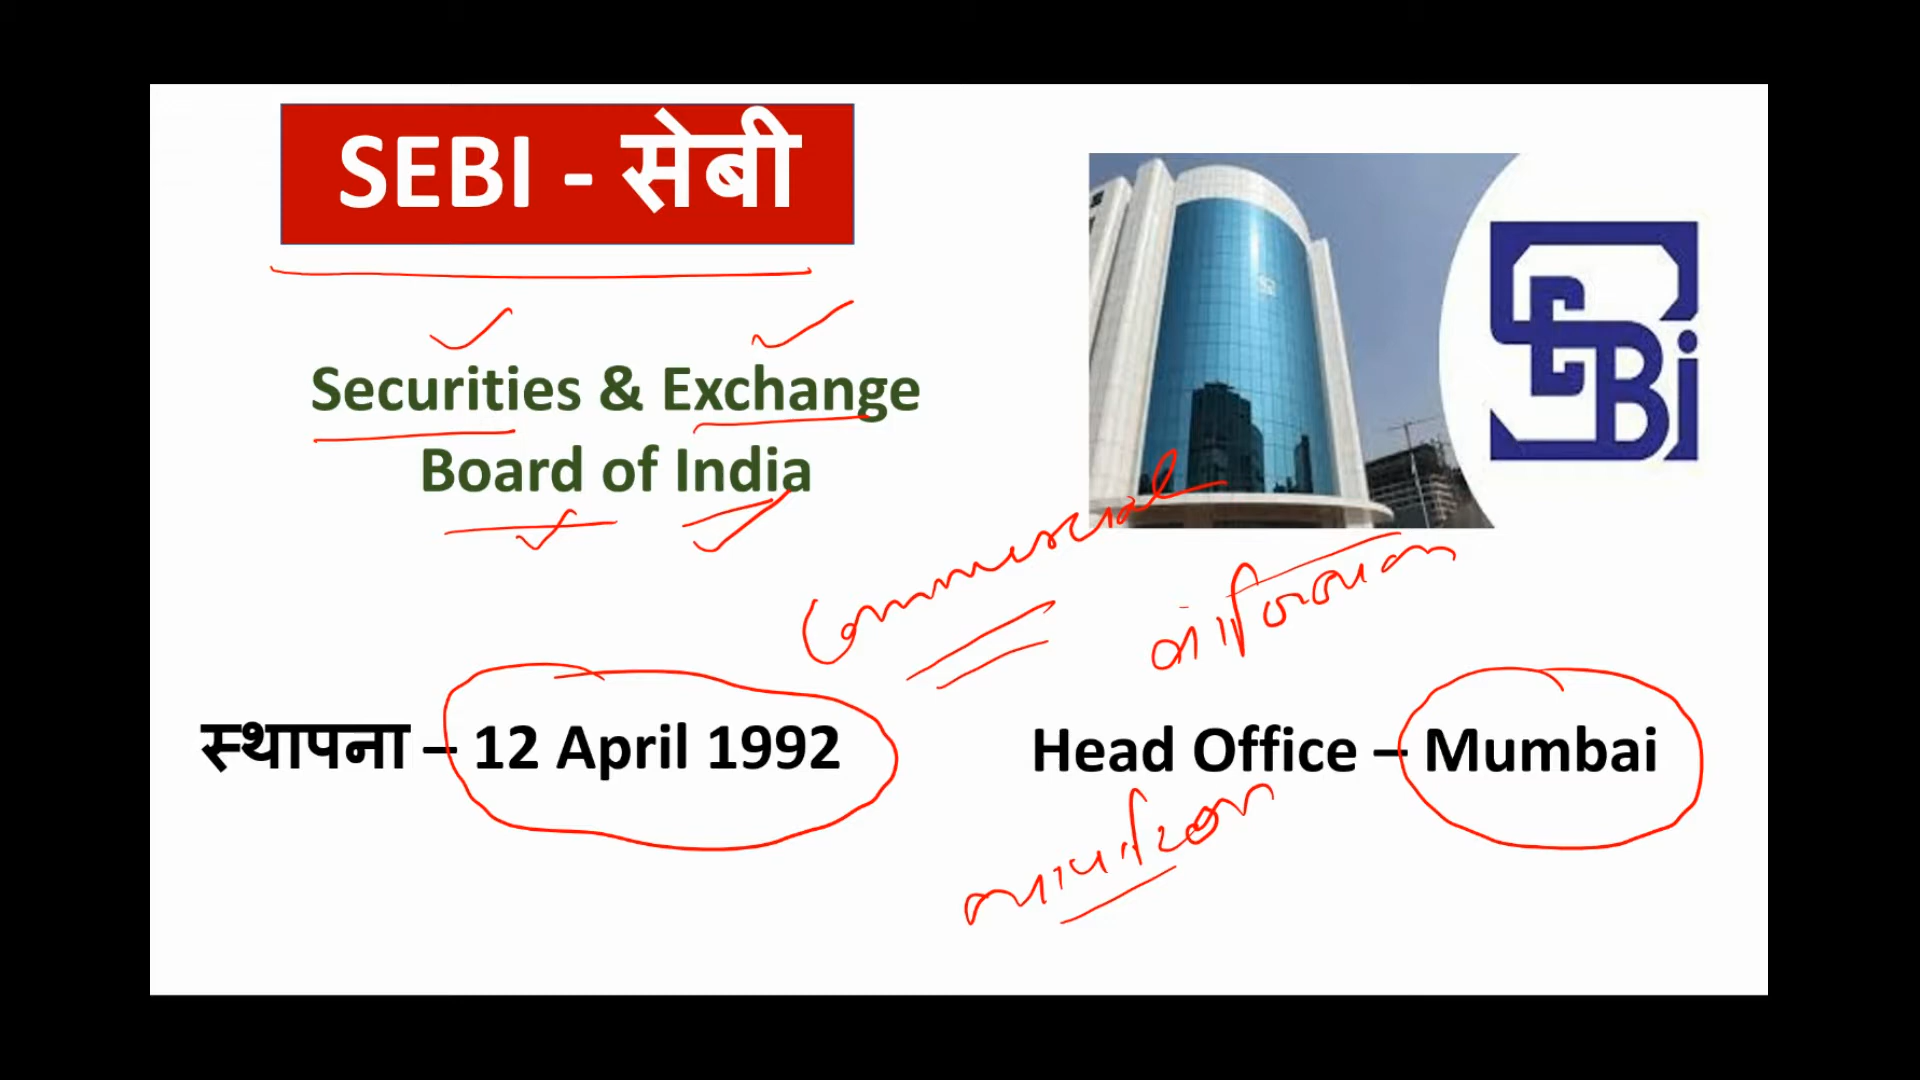 SEBI - सेबी
SEBi
Securities & Exchange
Board of India
Commercial
स्थापना – 12 April 1992
Head Office – Mumbai